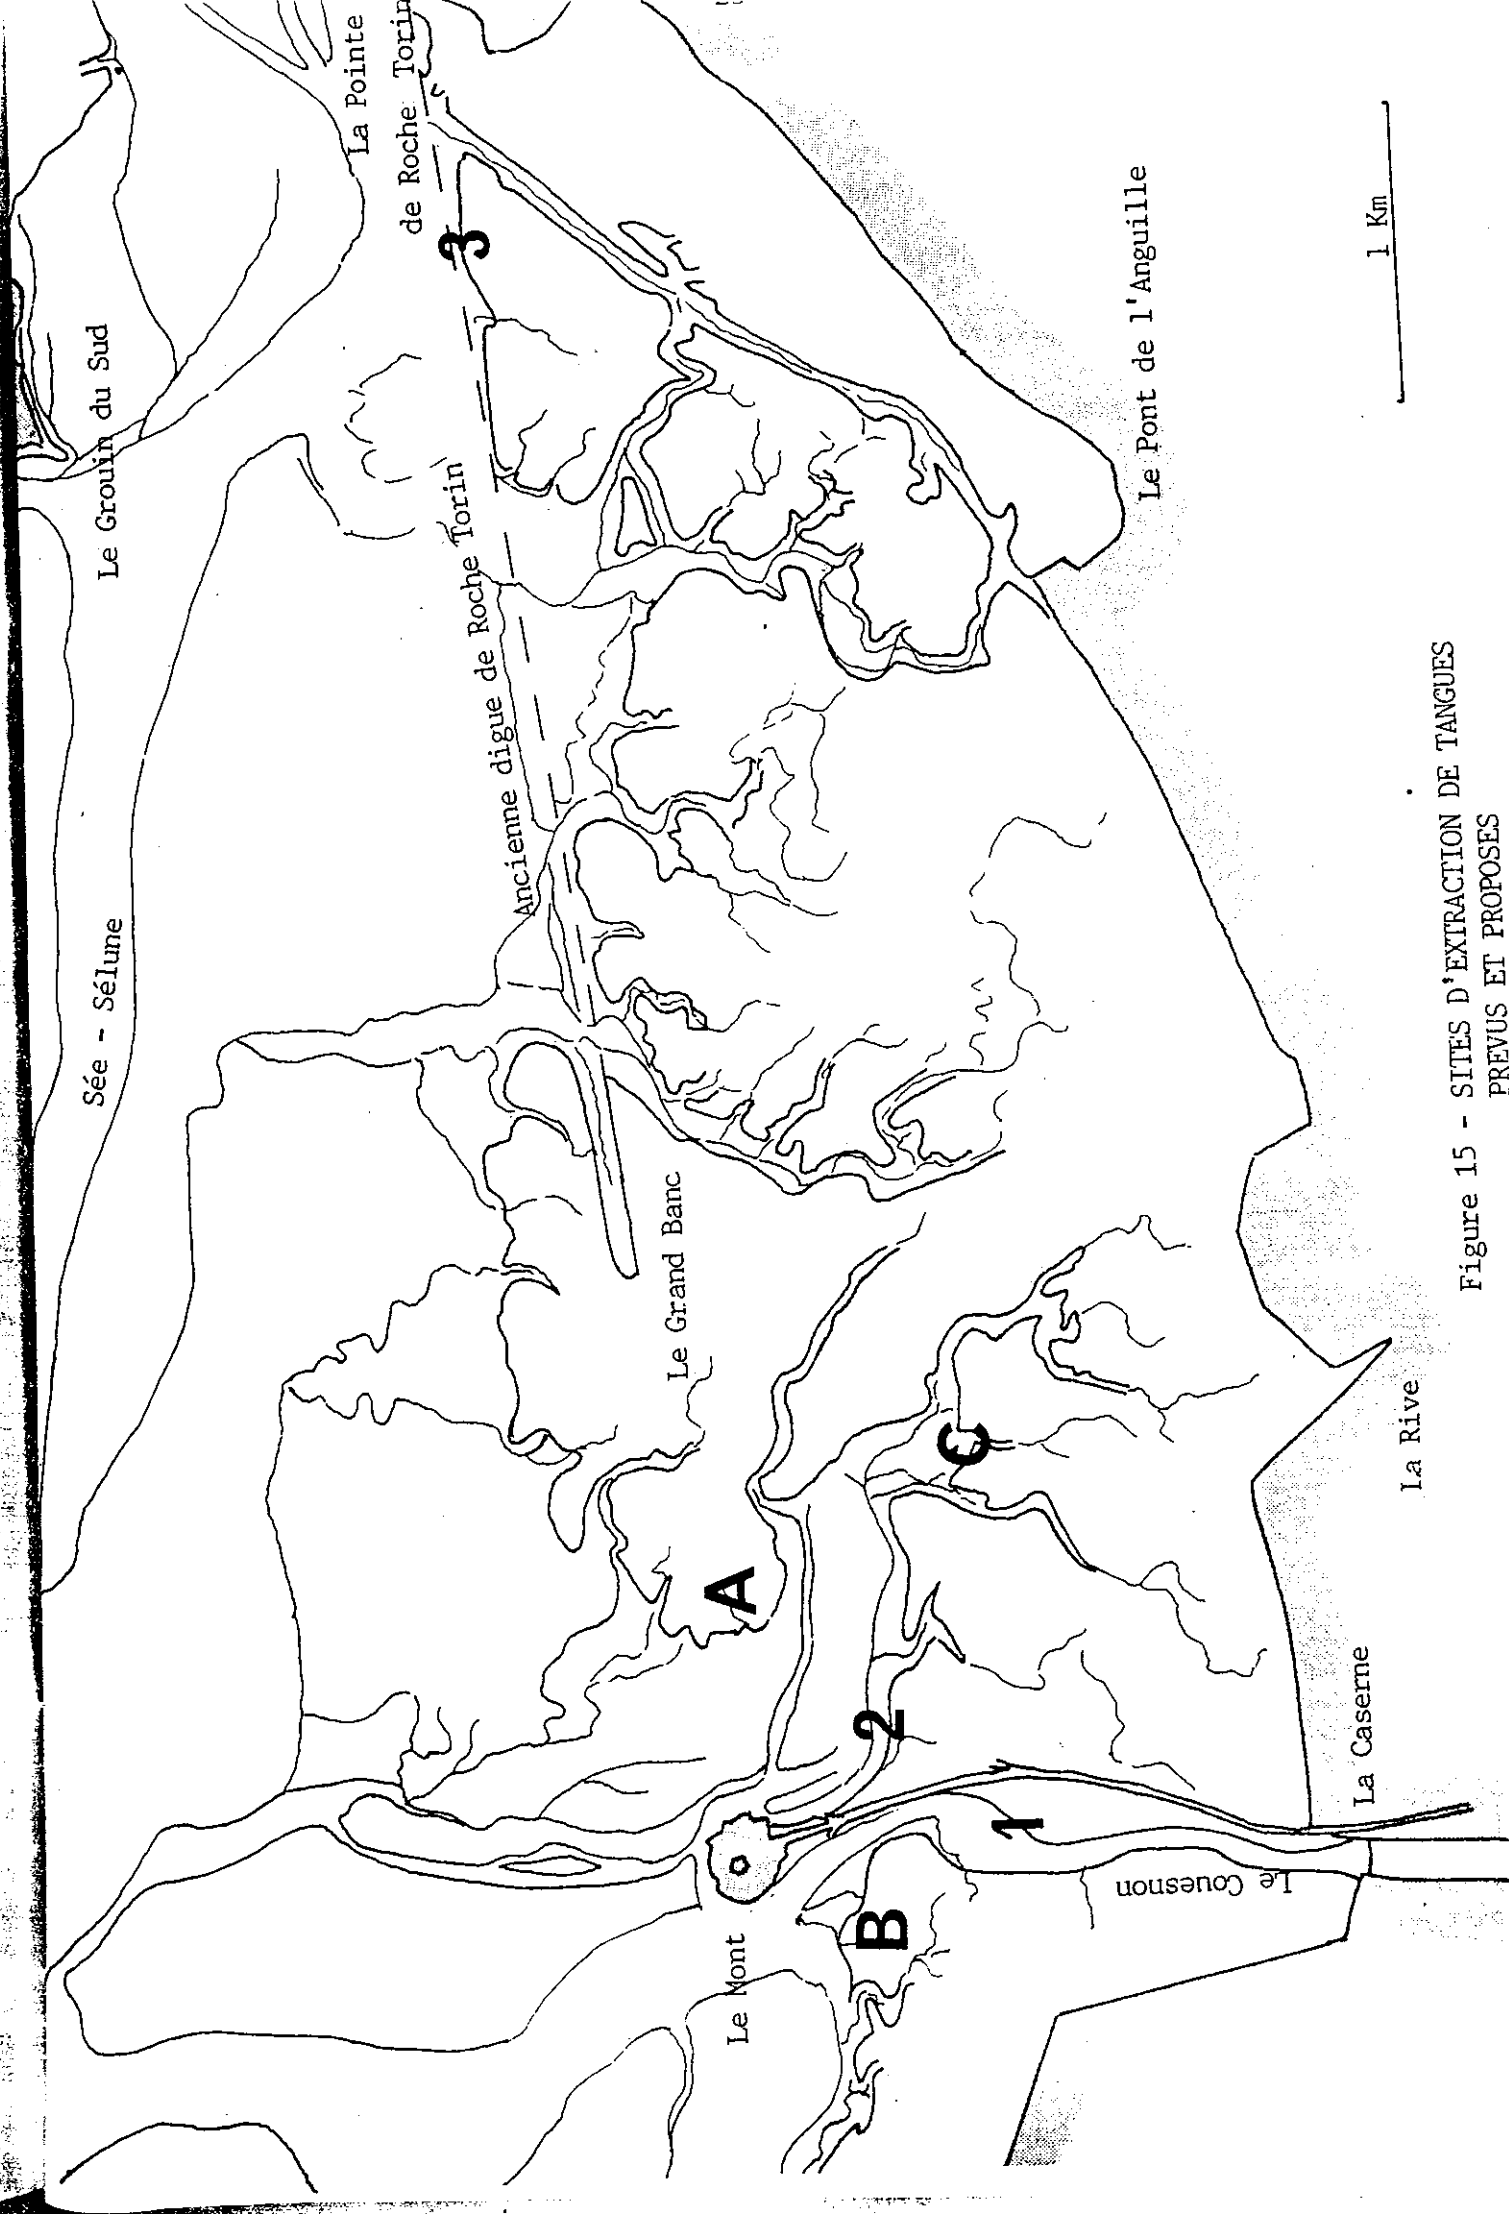 Le Grouin du Sud
La Pointe
de Roche Torin
Sée - Sélune
Ancienne digue de Roche Torin
3
Le Grand Banc
Le Pont de l'Anguille
1 Km
A
C
2
Le Mont
B
1
Le Couesnon
La Caserne
La Rive
Figure 15 - SITES D'EXTRACTION DE TANGUES
PREVUS ET PROPOSES